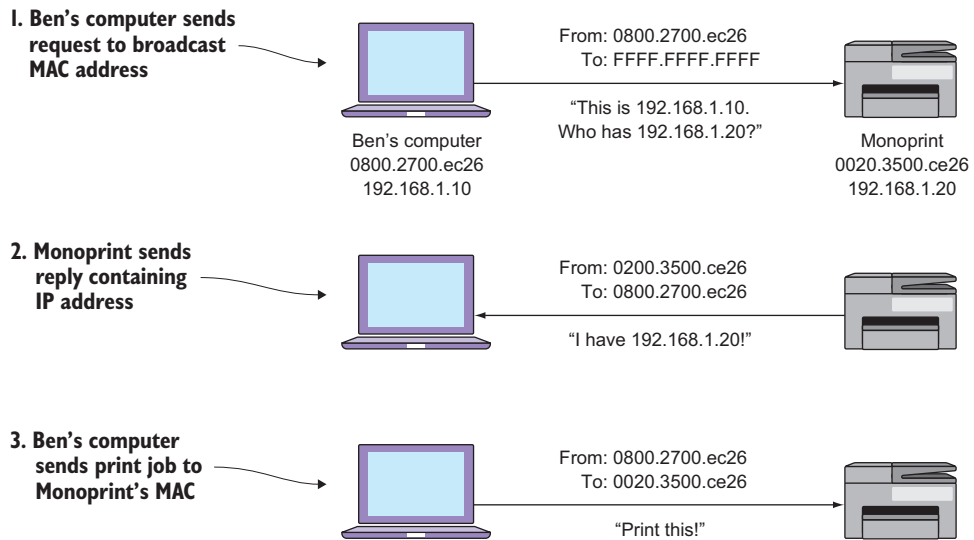 1. Ben's computer sends
request to broadcast
MAC address
From: 0800.2700.ec26
To: FFFF.FFFF.FFFF
“This is 192.168.1.10.
Who has 192.168.1.20?”
Ben's computer
0800.2700.ec26
192.168.1.10
Monoprint
0020.3500.ce26
192.168.1.20
2. Monoprint sends
reply containing
IP address
From: 0200.3500.ce26
To: 0800.2700.ec26
“I have 192.168.1.20!”
3. Ben's computer
sends print job to
Monoprint's MAC
From: 0800.2700.ec26
To: 0020.3500.ce26
“Print this!”